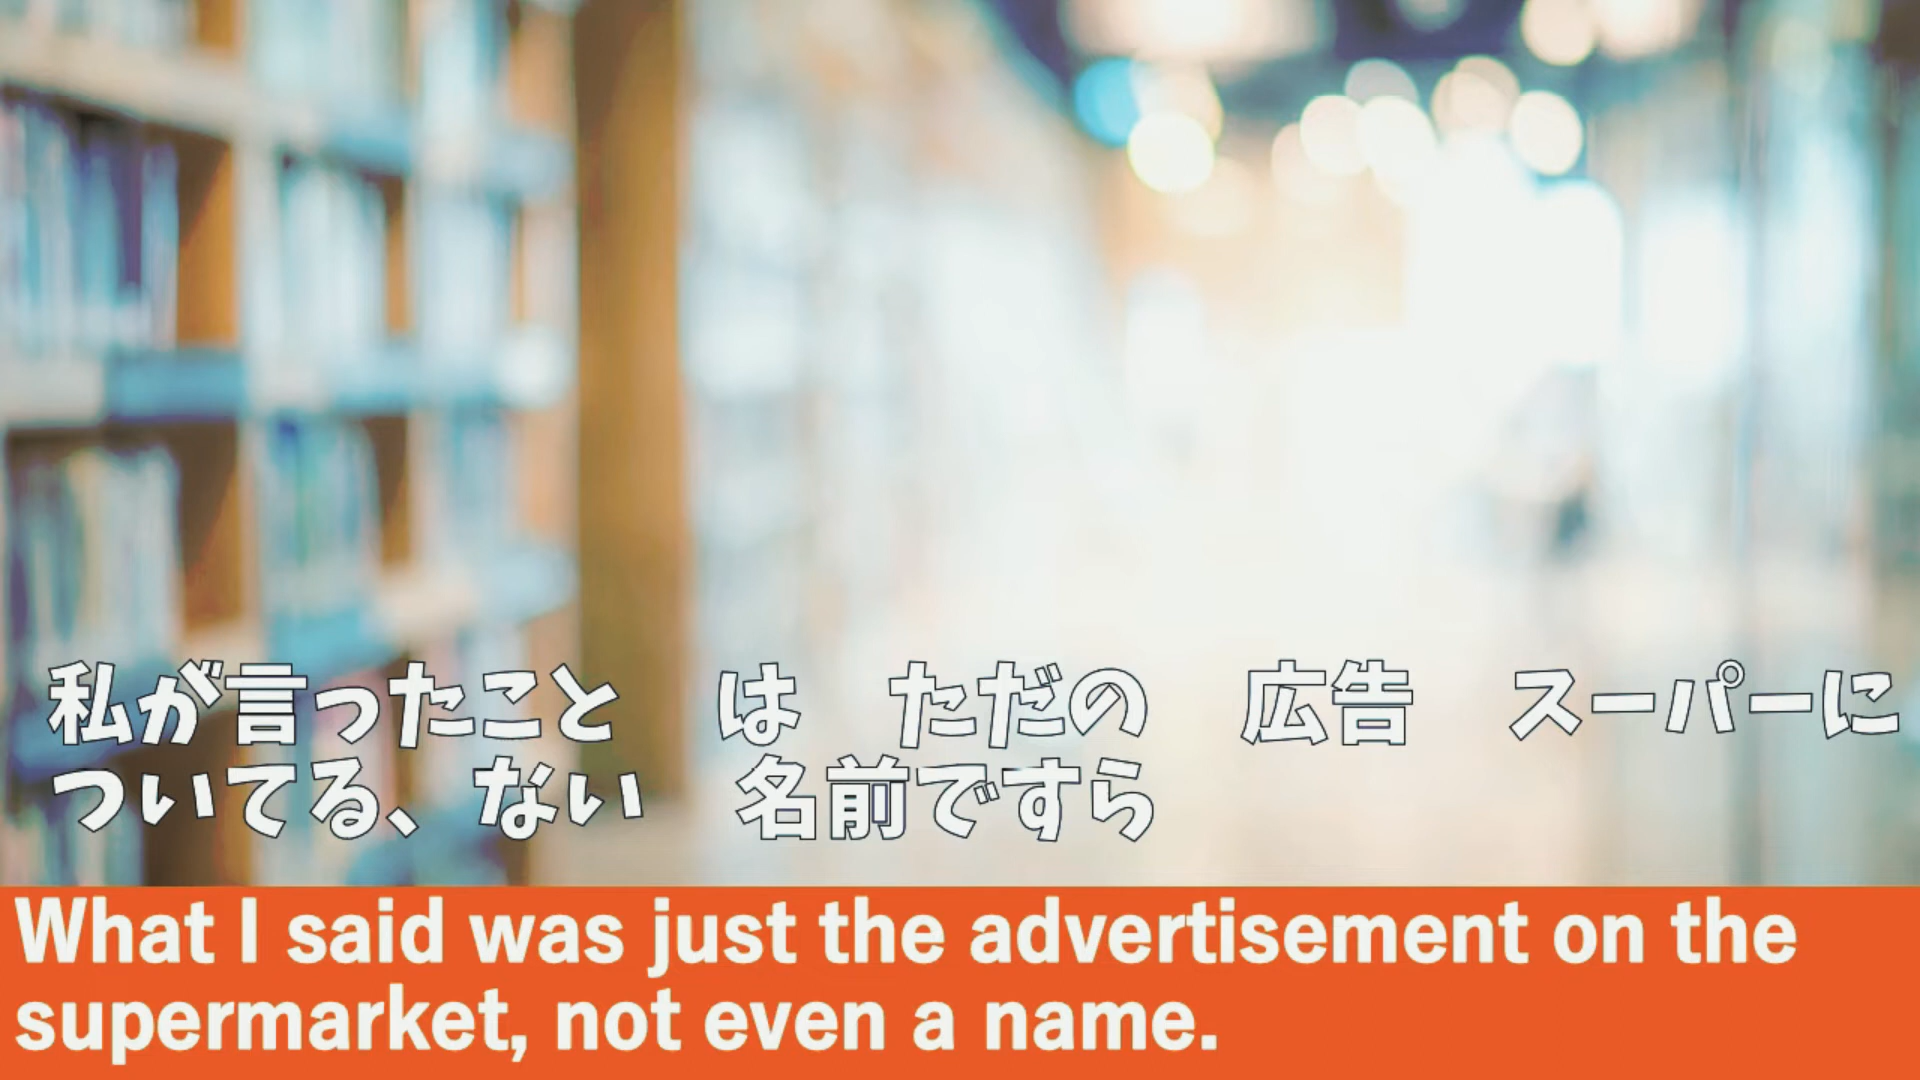 私が言ったこと　は　ただの　広告　スーパーに
ついてる、ない　名前ですら
What I said was just the advertisement on the
supermarket, not even a name.